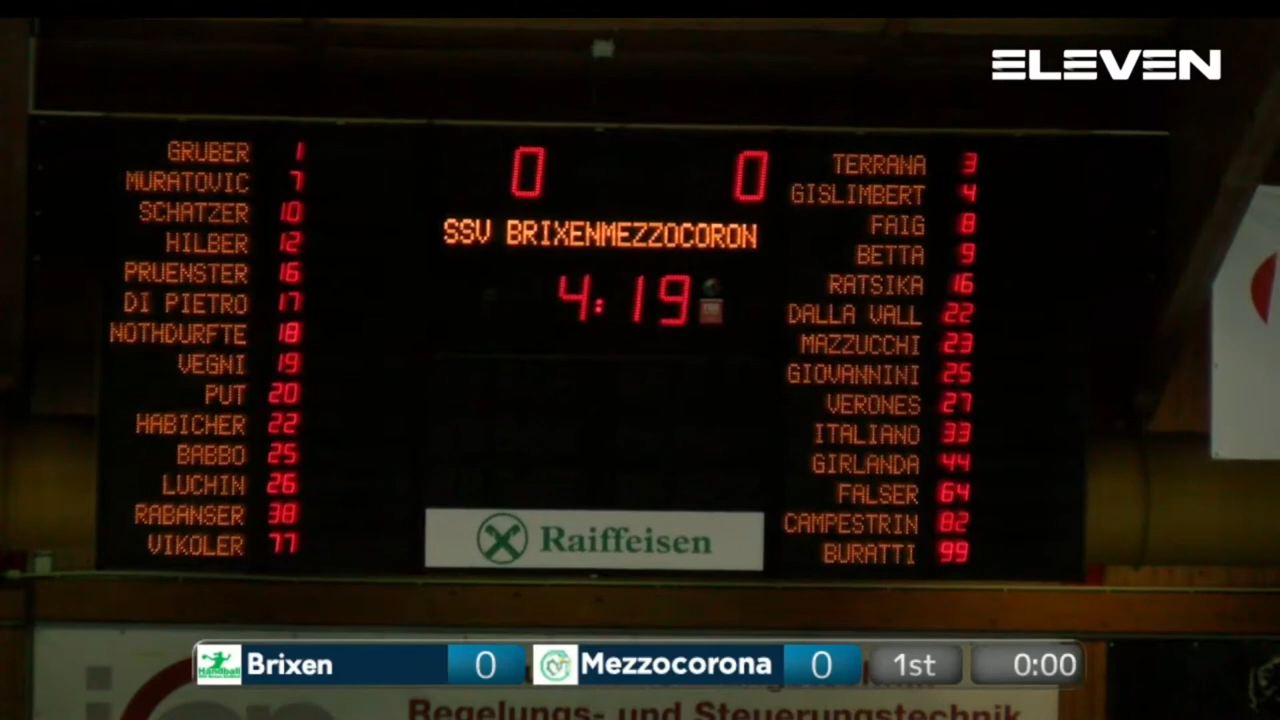 ELEVEN
GRUBER 1
MURATOVIC 7
SCHATZER 10
HILBER 12
PRUENSTER 16
DI PIETRO 17
NOTHDURFTE 18
VEGNI 19
PUT 20
HABICHER 22
BABBO 25
LUCHIN 26
RABANSER 38
VIKOLER 77
0 0
SSV BRIXENMEZZOCORON
4:19
Raiffeisen
TERRANA 3
GISLIMBERT 4
FAIG 8
BETTA 9
RATSIKA 16
DALLA VALL 22
MAZZUCCHI 23
GIOVANNINI 25
VERONES 27
ITALIANO 33
GIRLANDA 44
FALSER 64
CAMPESTRIN 82
BURATTI 99
Brixen 0 Mezzocorona 0 1st 0:00
Regelungs- und Steuerungstechnik